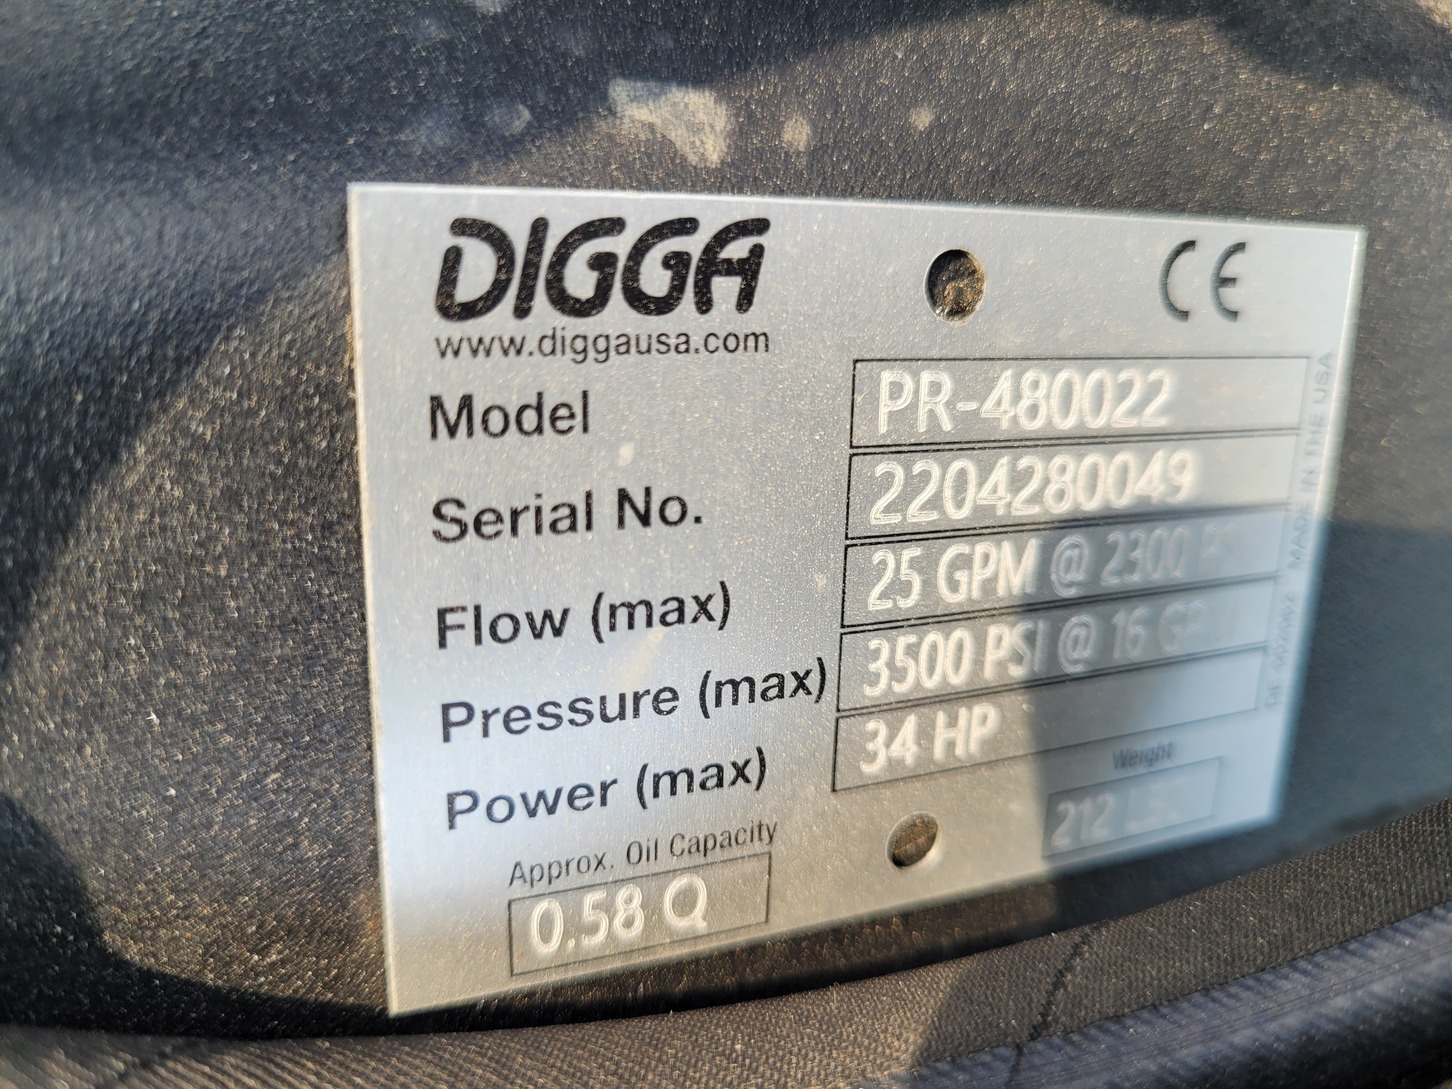 DIGGA
CE
www.diggausa.com
Model PR-480022
Serial No. 2204280049
Flow (max) 25 GPM @ 2300
Pressure (max) 3500 PSI @ 16
Power (max) 34 HP
Approx. Oil Capacity
0.58 Q
Weight
212
MADE IN THE USA